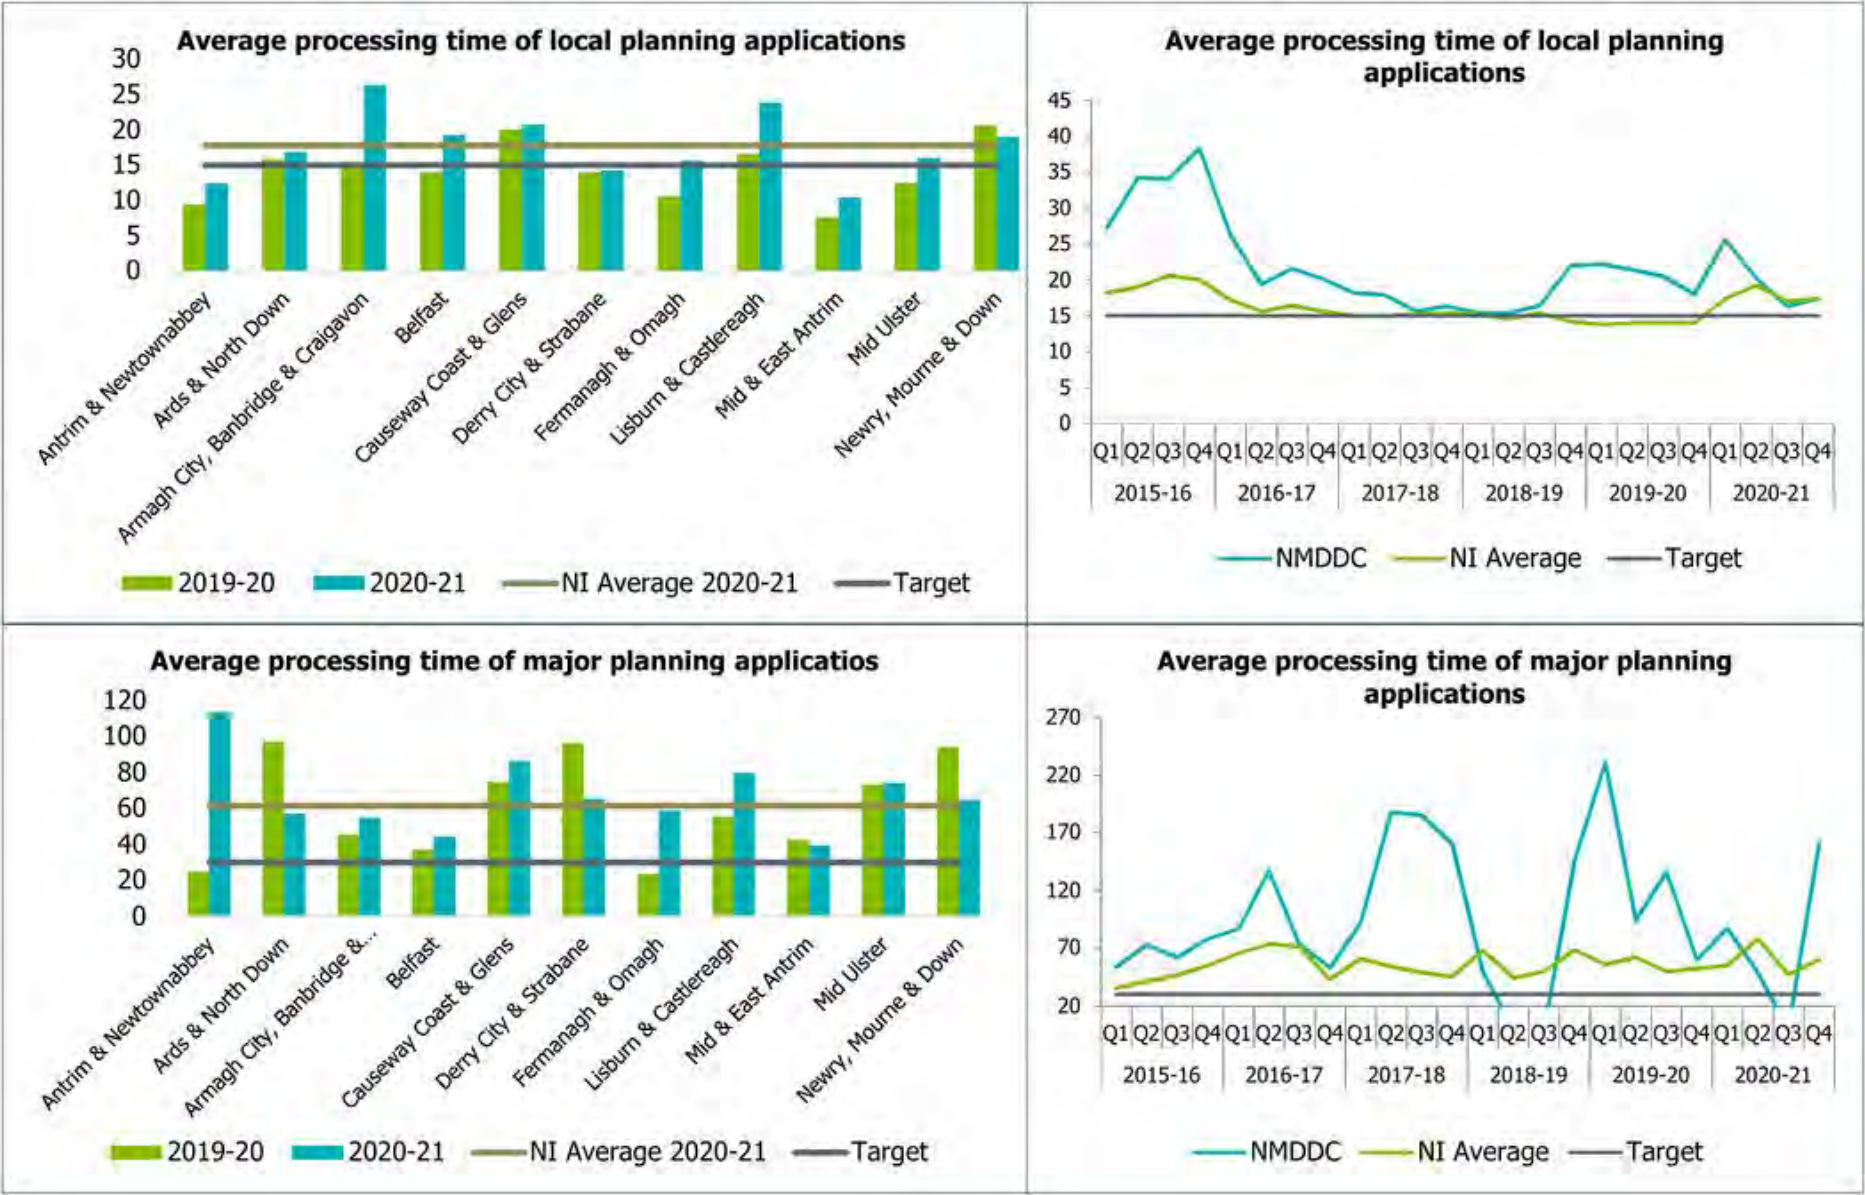 Average processing time of local planning applications
30
25
20
15
10
5
0
Antrim & Newtownabbey
Ards & North Down
Armagh City, Banbridge & Craigavon
Belfast
Causeway Coast & Glens
Derry City & Strabane
Fermanagh & Omagh
Lisburn & Castlereagh
Mid & East Antrim
Mid Ulster
Newry, Mourne & Down
2019-20 2020-21 NI Average 2020-21 Target
Average processing time of local planning
applications
45
40
35
30
25
20
15
10
5
0
Q1 Q2 Q3 Q4 Q1 Q2 Q3 Q4 Q1 Q2 Q3 Q4 Q1 Q2 Q3 Q4 Q1 Q2 Q3 Q4 Q1 Q2 Q3 Q4
2015-16 2016-17 2017-18 2018-19 2019-20 2020-21
NMDDC NI Average Target
Average processing time of major planning applicatios
120
100
80
60
40
20
0
Antrim & Newtownabbey
Ards & North Down
Armagh City, Banbridge &...
Belfast
Causeway Coast & Glens
Derry City & Strabane
Fermanagh & Omagh
Lisburn & Castlereagh
Mid & East Antrim
Mid Ulster
Newry, Mourne & Down
2019-20 2020-21 NI Average 2020-21 Target
Average processing time of major planning
applications
270
220
170
120
70
20
Q1 Q2 Q3 Q4 Q1 Q2 Q3 Q4 Q1 Q2 Q3 Q4 Q1 Q2 Q3 Q4 Q1 Q2 Q3 Q4 Q1 Q2 Q3 Q4
2015-16 2016-17 2017-18 2018-19 2019-20 2020-21
NMDDC NI Average Target